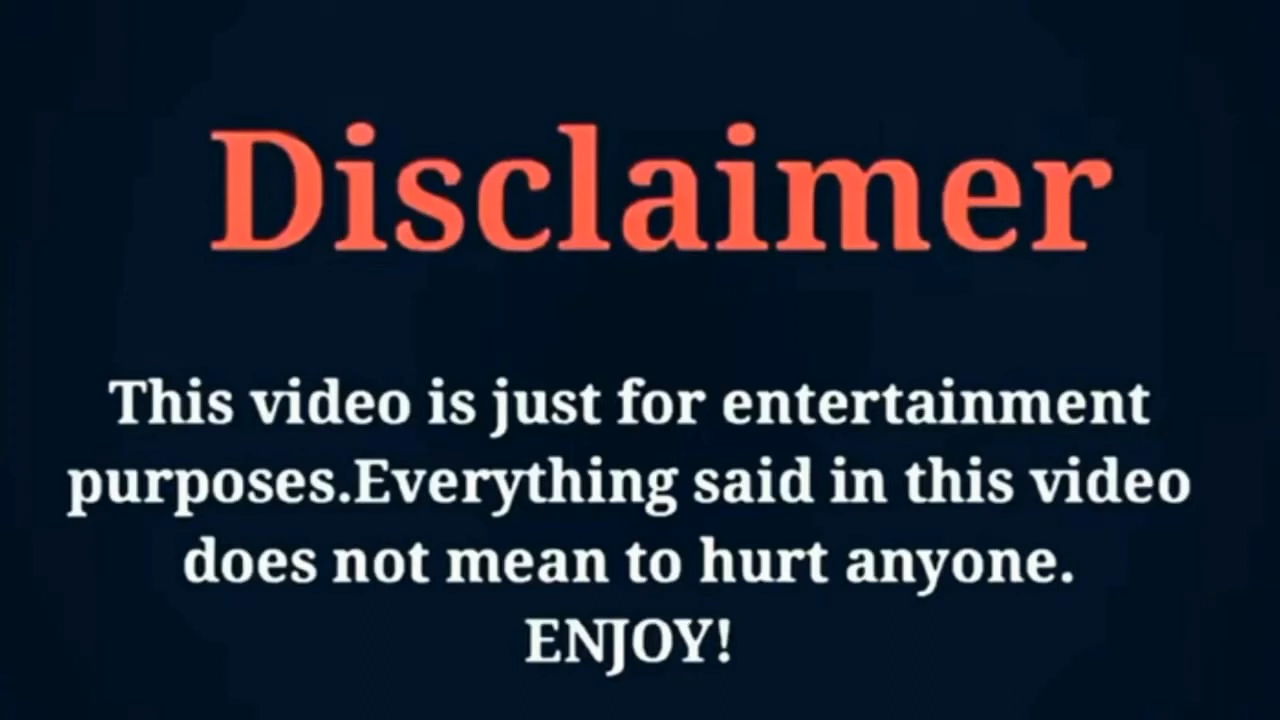 Disclaimer
This video is just for entertainment
purposes.Everything said in this video
does not mean to hurt anyone.
ENJOY!